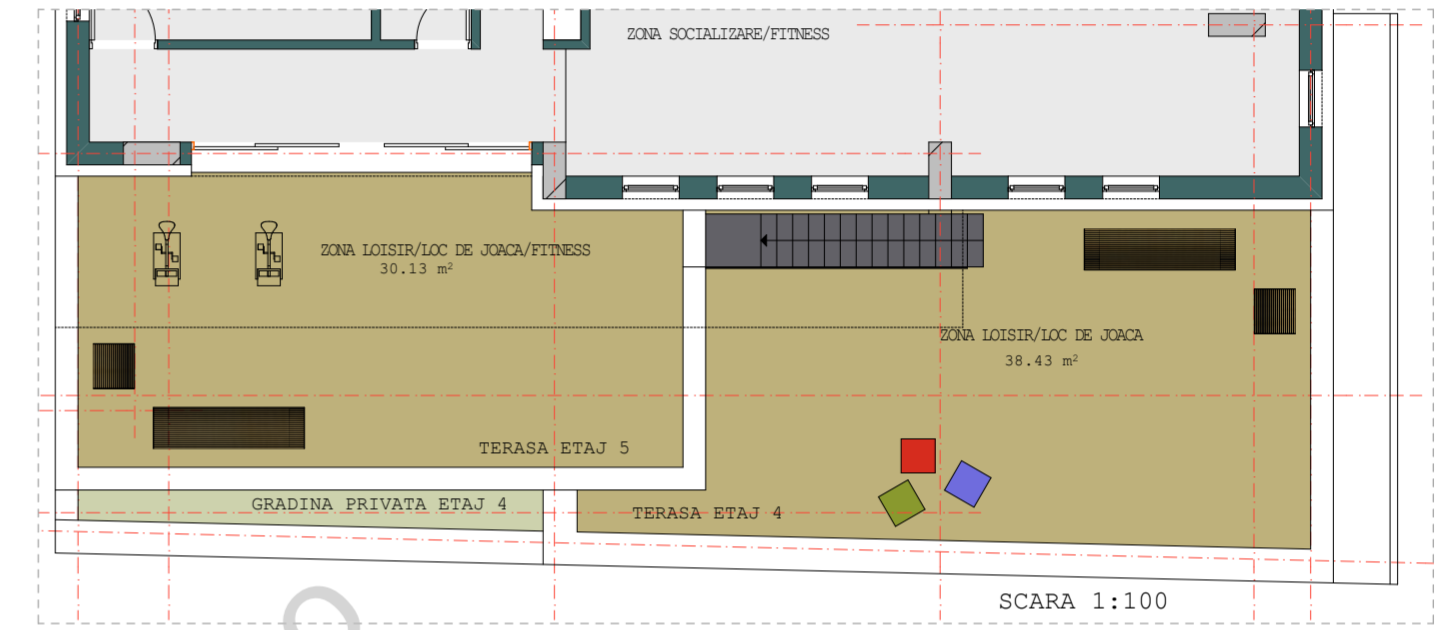 ZONA SOCIALIZARE/FITNESS
ZONA LOISIR/LOC DE JOACA/FITNESS
30.13 m²
ZONA LOISIR/LOC DE JOACA
38.43 m²
TERASA ETAJ 5
GRADINA PRIVATA ETAJ 4
TERASA ETAJ 4
SCARA 1:100